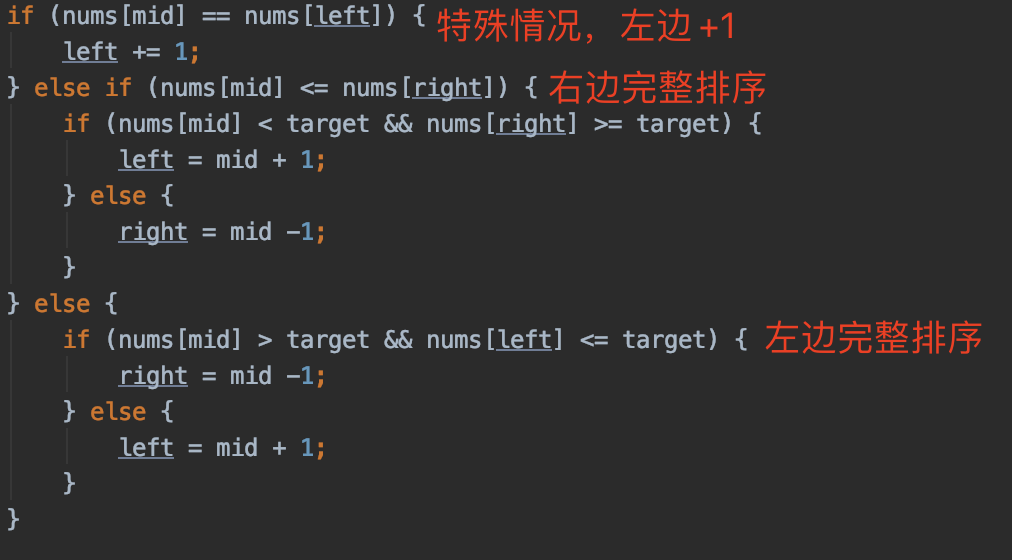 if (nums[mid] == nums[left]) { 特殊情况，左边 +1
left += 1;
} else if (nums[mid] <= nums[right]) { 右边完整排序
if (nums[mid] < target && nums[right] >= target) {
left = mid + 1;
} else {
right = mid -1;
}
} else {
if (nums[mid] > target && nums[left] <= target) { 左边完整排序
right = mid -1;
} else {
left = mid + 1;
}
}